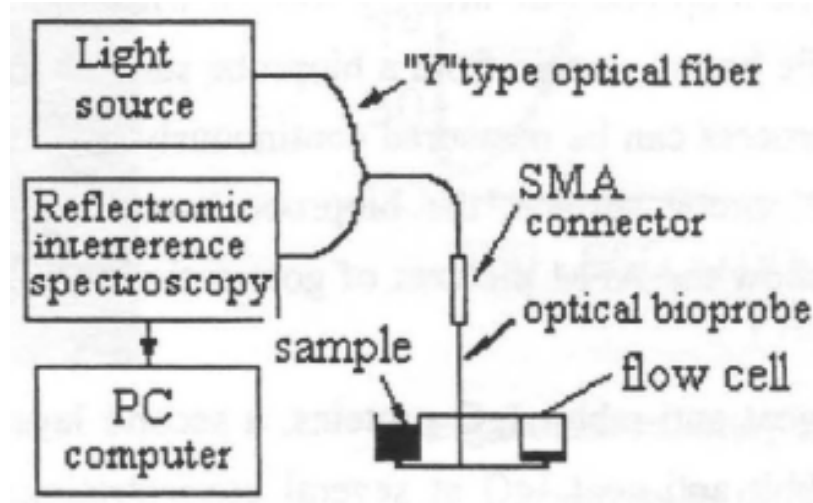 Light
source
"Y"type optical fiber
SMA
connector
Reflectromic
interrerence
spectroscopy
optical bioprobe
sample
flow cell
PC
computer